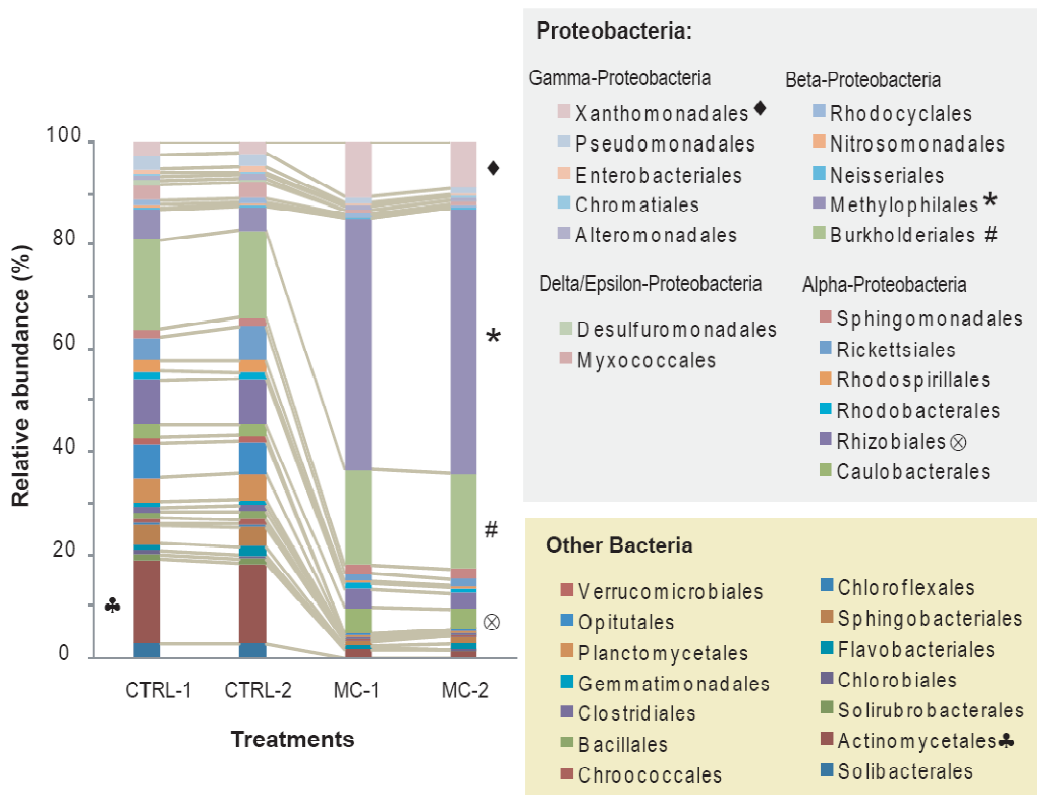 Proteobacteria:
Gamma-Proteobacteria
Xanthomonadales ♦
Pseudomonadales
Enterobacteriales
Chromatiales
Alteromonadales
Beta-Proteobacteria
Rhodocyclales
Nitrosomonadales
Neisseriales
Methylophilales *
Burkholderiales #
Delta/Epsilon-Proteobacteria
Desulfuromonadales
Myxococcales
Alpha-Proteobacteria
Sphingomonadales
Rickettsiales
Rhodospirillales
Rhodobacterales
Rhizobiales ⊗
Caulobacterales
Other Bacteria
Verrucomicrobiales
Opitutales
Planctomycetales
Gemmatimonadales
Clostridiales
Bacillales
Chroococcales
Chloroflexales
Sphingobacteriales
Flavobacteriales
Chlorobiales
Solirubrobacterales
Actinomycetales ♣
Solibacterales
Relative abundance (%)
100
80
60
40
20
0
♦
*
#
⊗
♣
CTRL-1 CTRL-2 MC-1 MC-2
Treatments